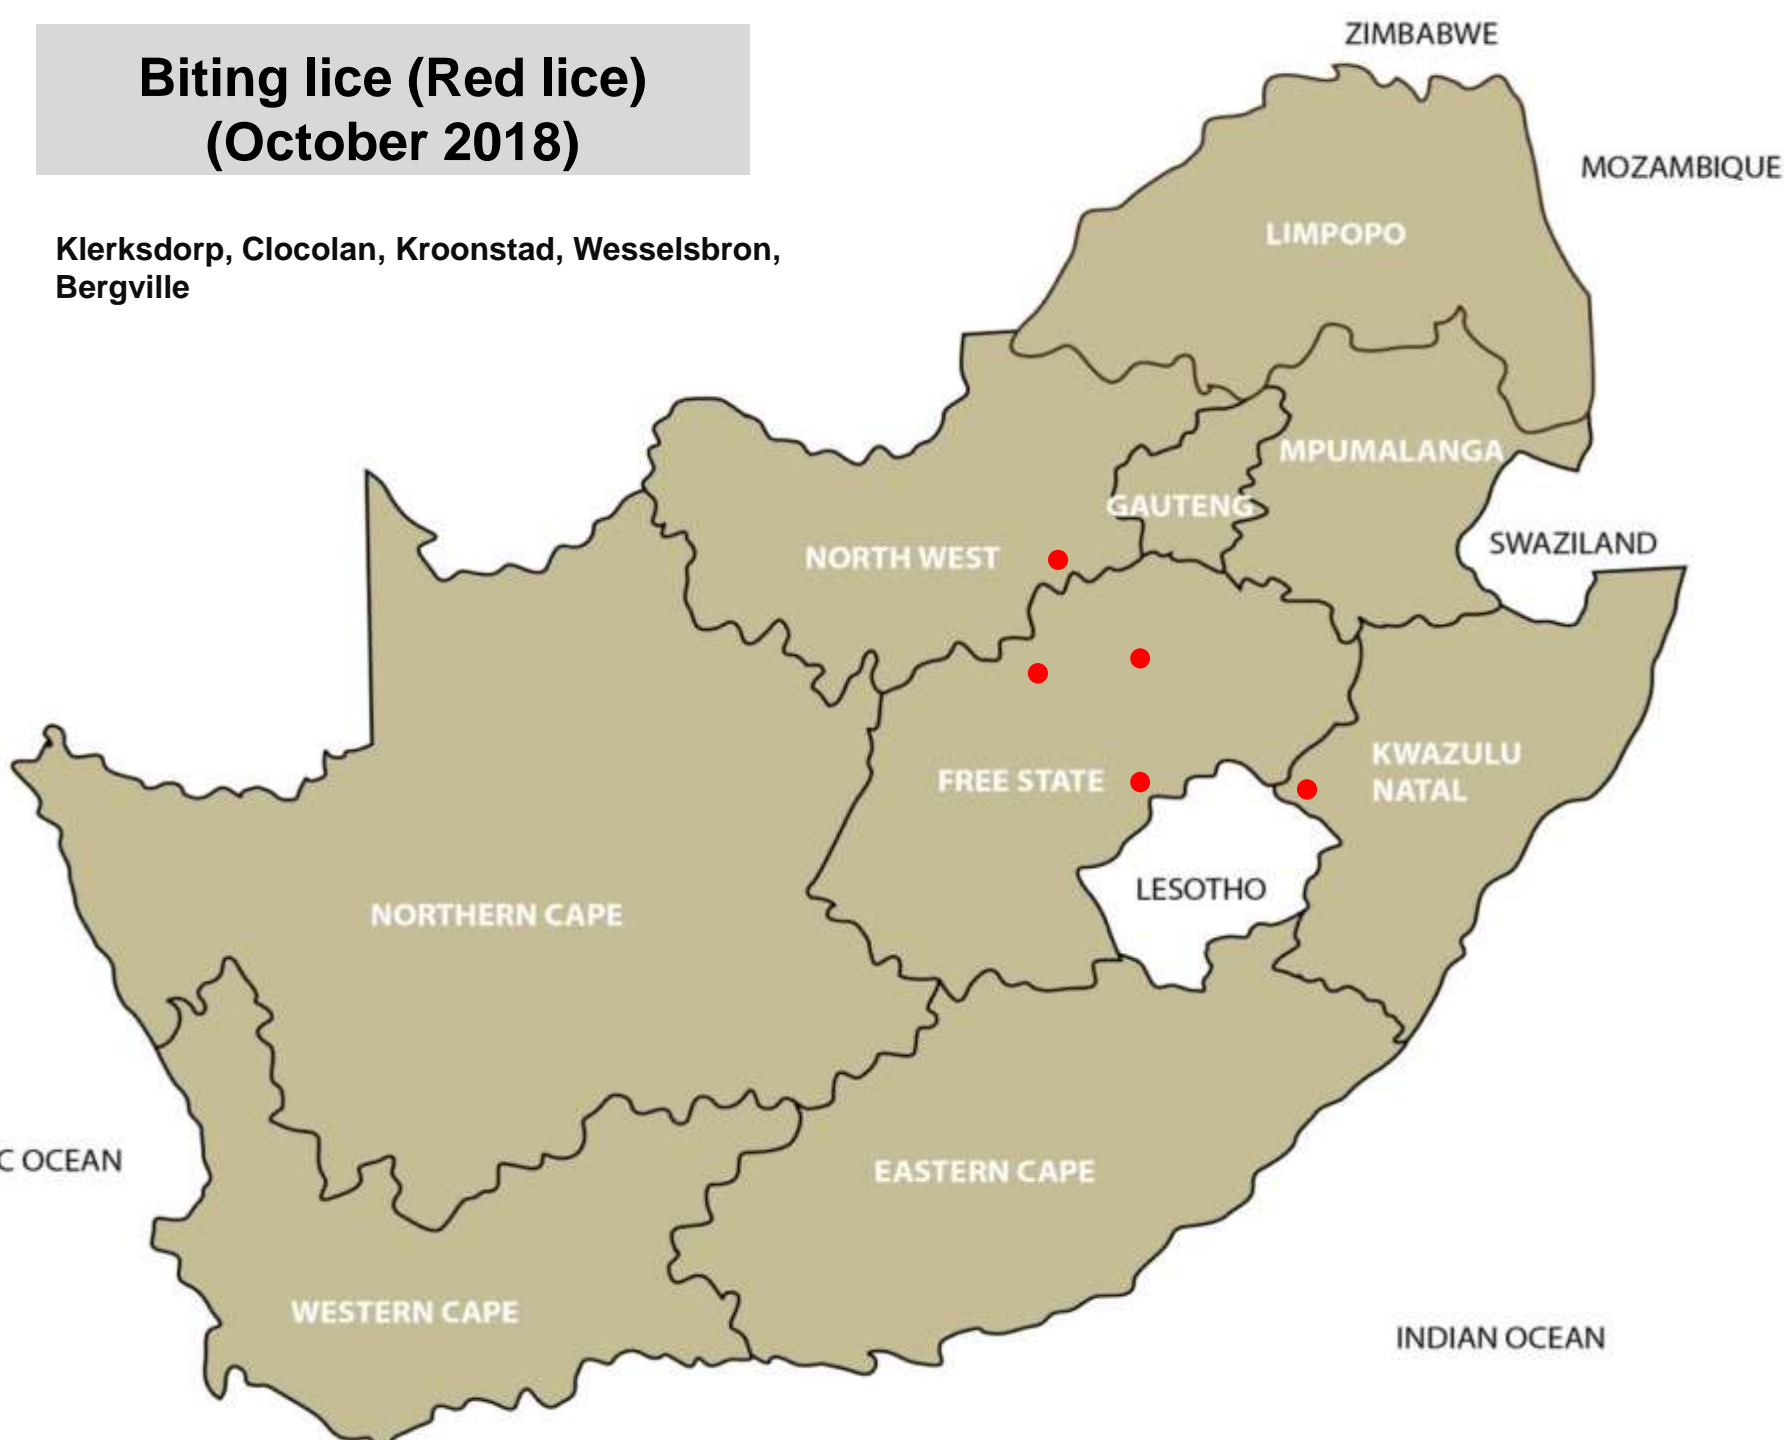 Biting lice (Red lice)
(October 2018)
Klerksdorp, Clocolan, Kroonstad, Wesselsbron,
Bergville
ZIMBABWE
MOZAMBIQUE
LIMPOPO
MPUMALANGA
GAUTENG
SWAZILAND
NORTH WEST
KWAZULU
NATAL
FREE STATE
LESOTHO
NORTHERN CAPE
C OCEAN
EASTERN CAPE
WESTERN CAPE
INDIAN OCEAN